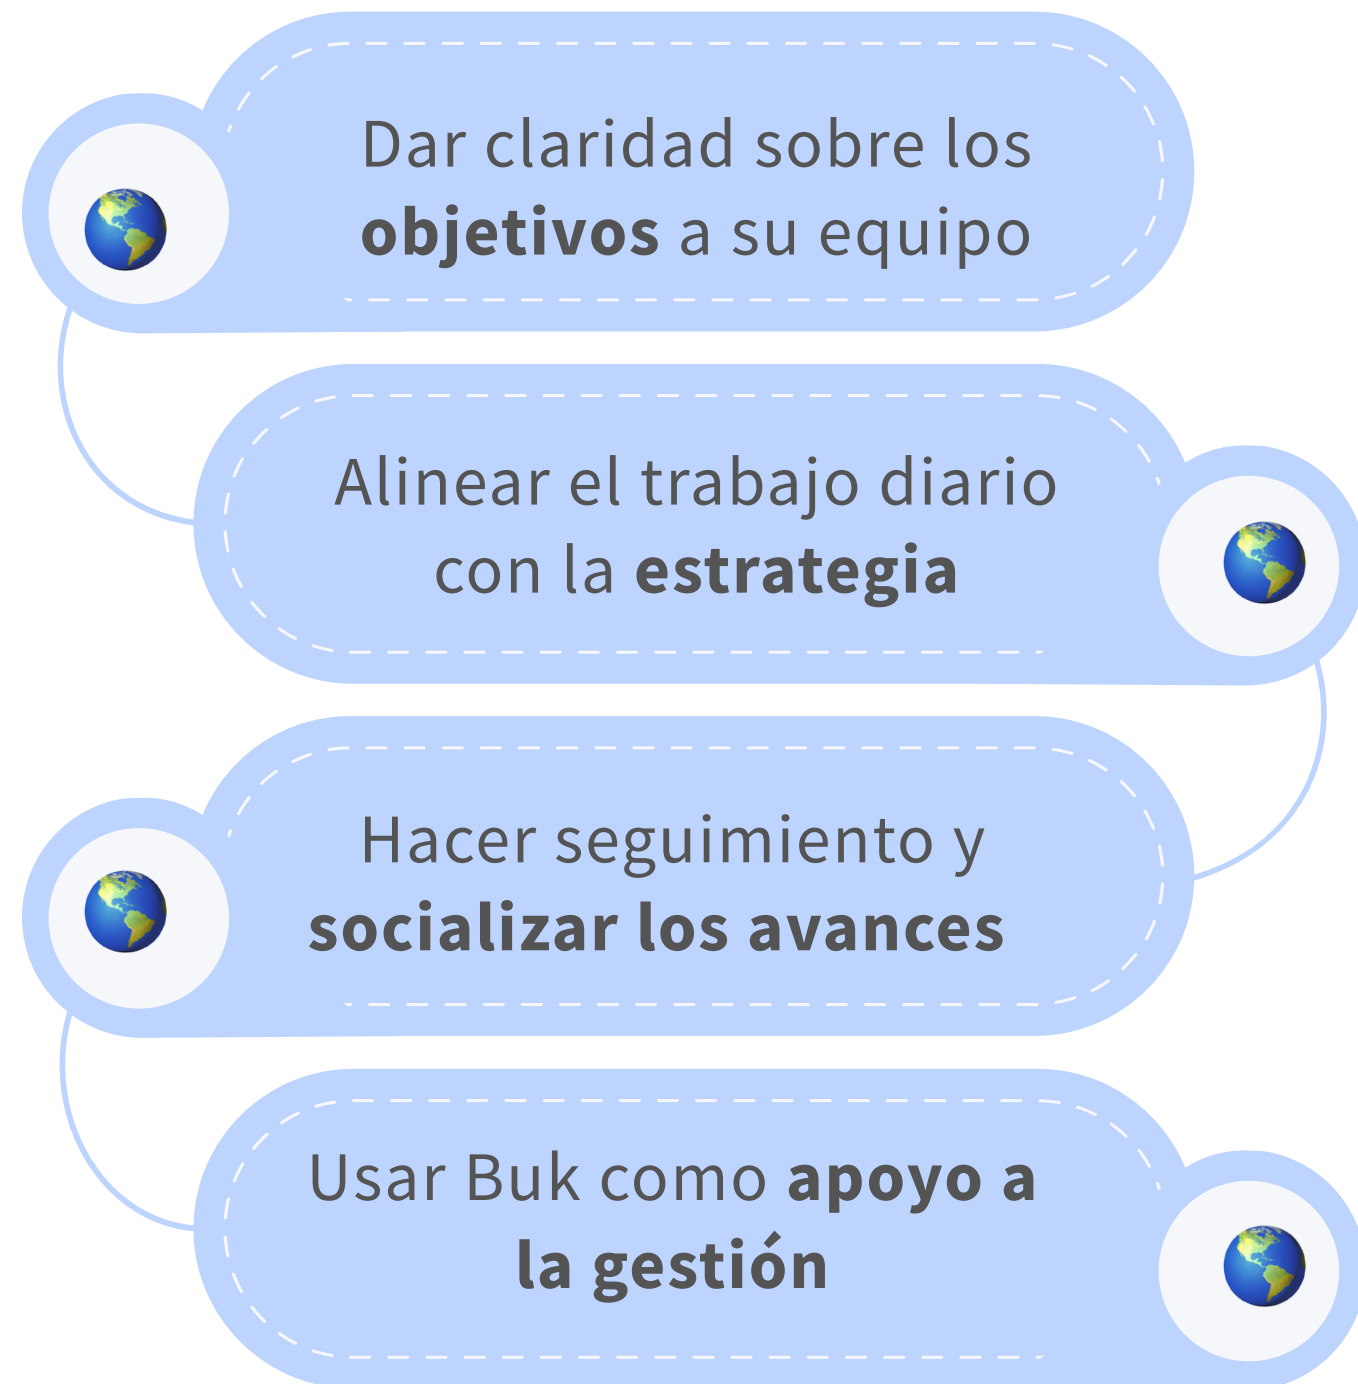 Dar claridad sobre los
objetivos a su equipo
Alinear el trabajo diario
con la estrategia
Hacer seguimiento y
socializar los avances
Usar Buk como apoyo a
la gestión